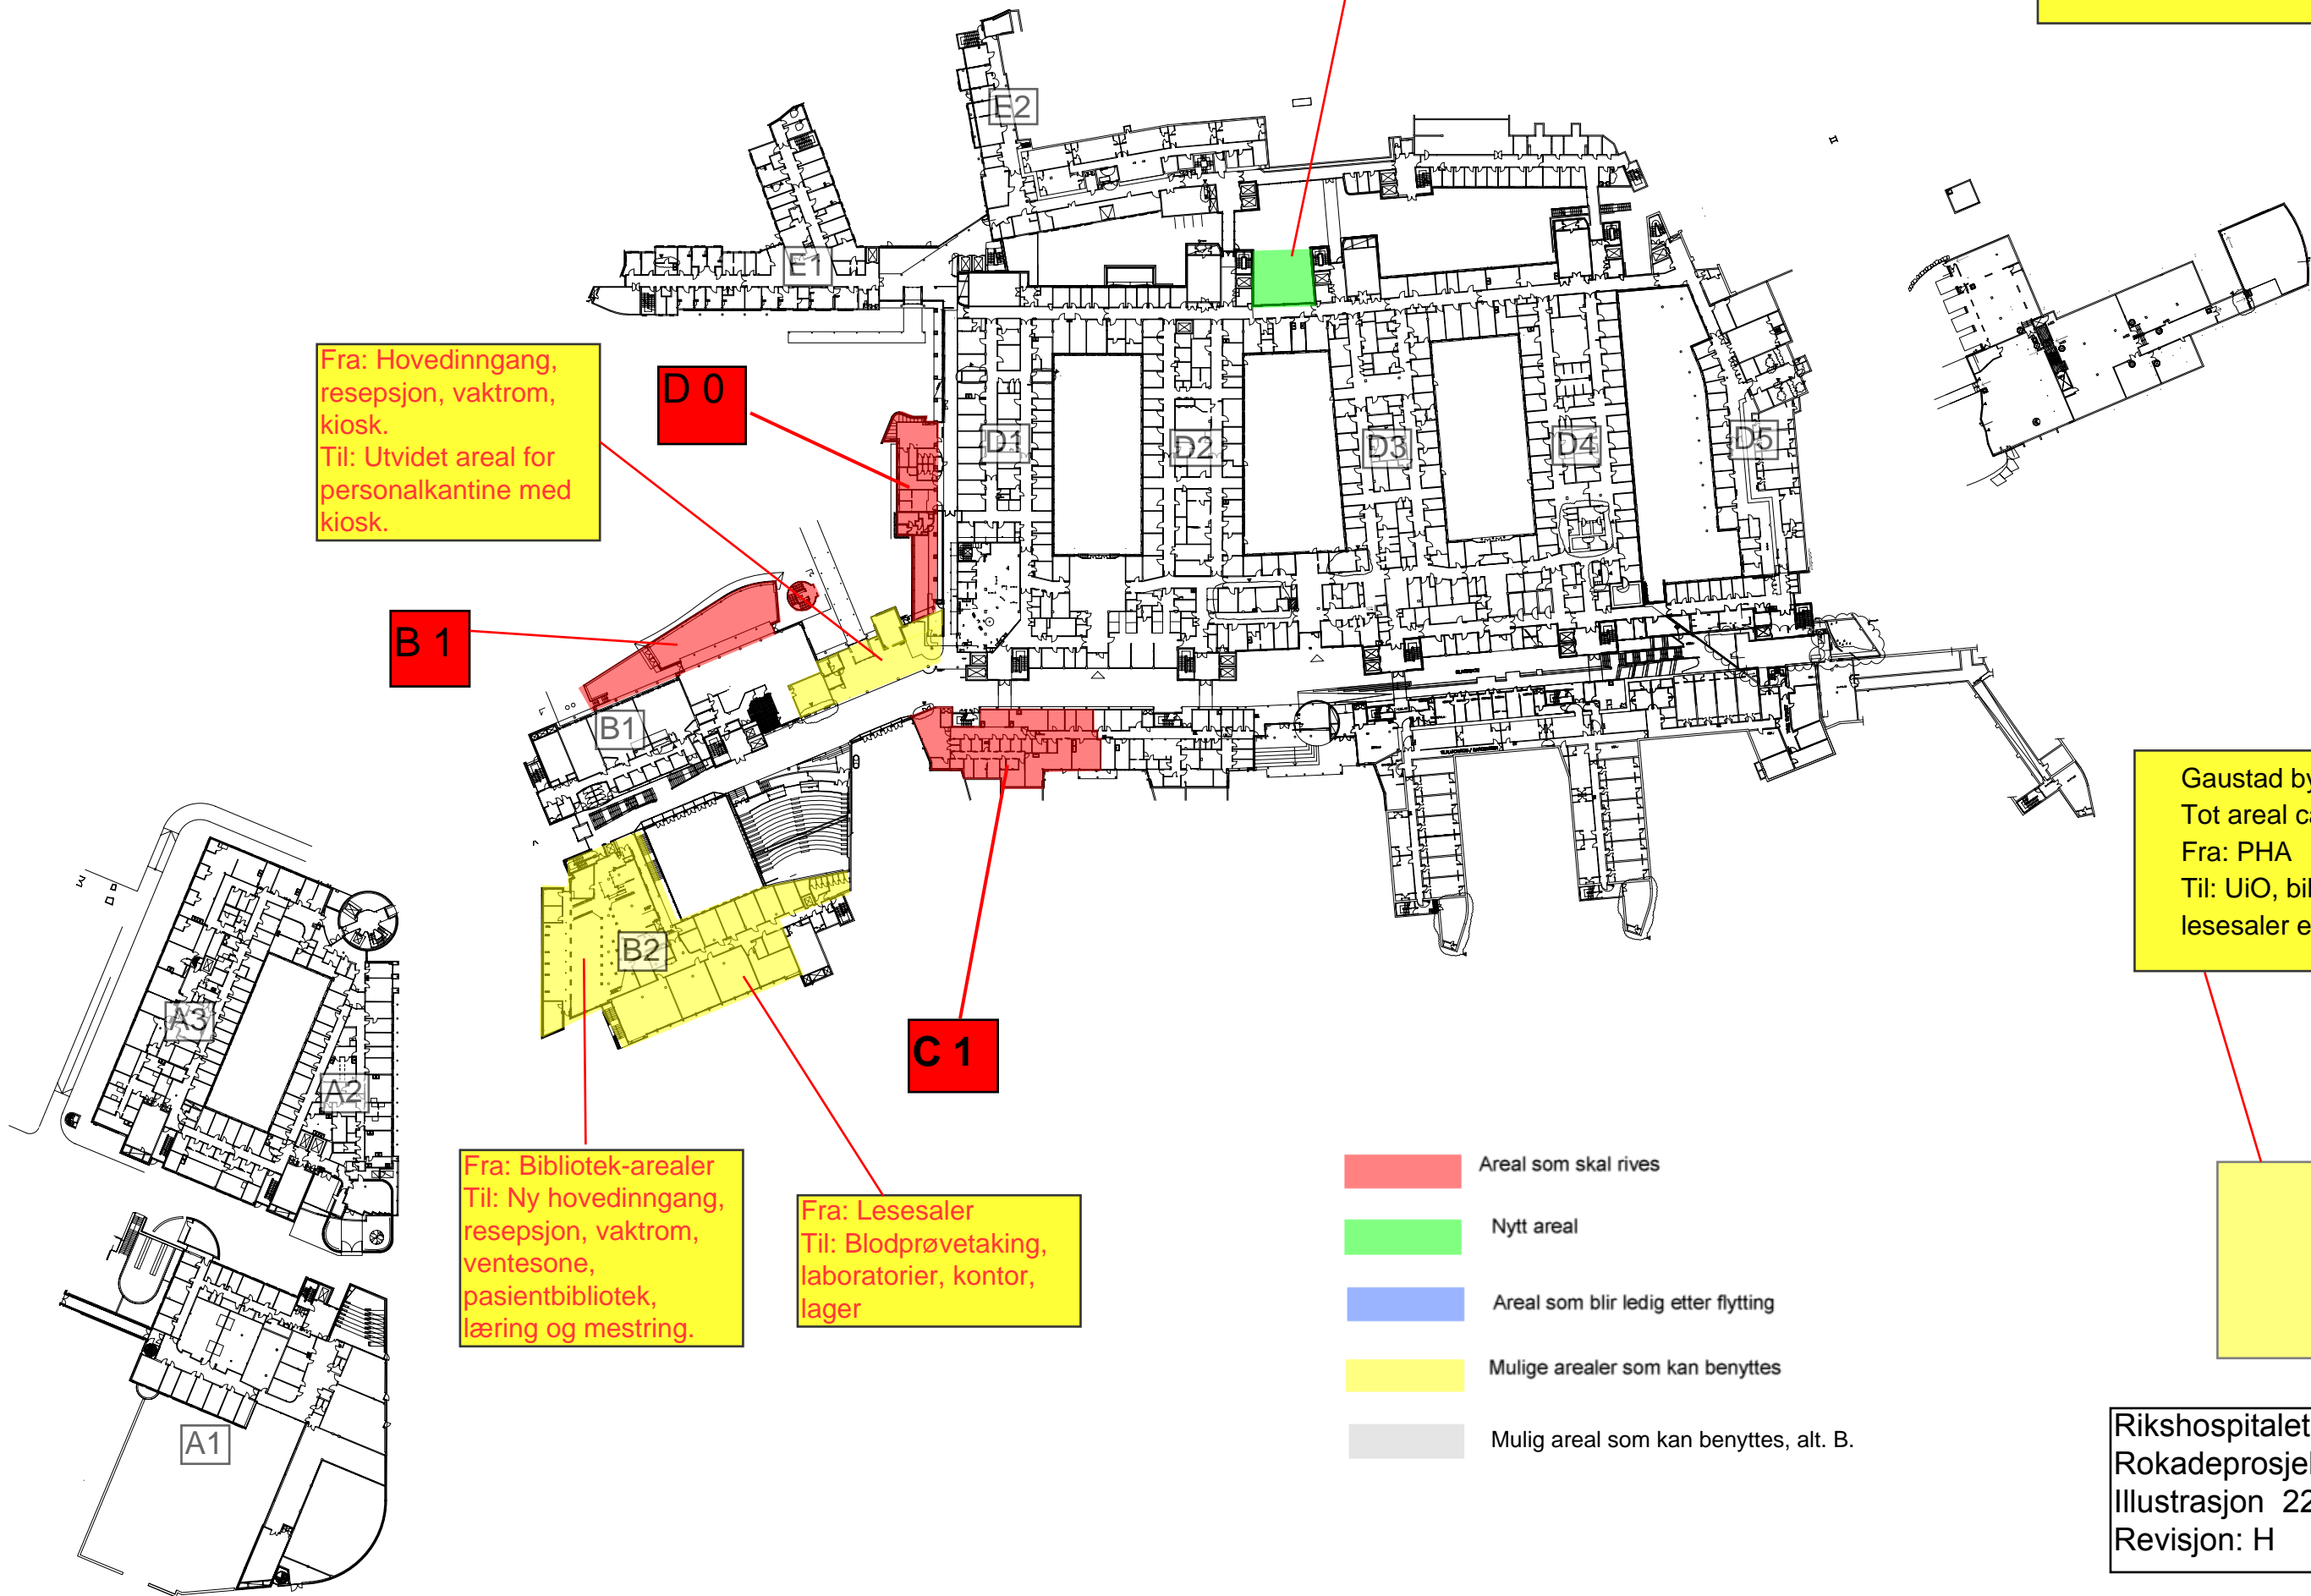 E2
E1
Fra: Hovedinngang,
resepsjon, vaktrom,
kiosk.
Til: Utvidet areal for
personalkantine med
kiosk.
D 0
D1
D2
D3
D4
D5
B 1
B1
B2
C 1
A3
A2
A1
Gaustad
Tot areal
Fra: PHA
Til: UiO,
lesesaler
Fra: Bibliotek-arealer
Til: Ny hovedinngang,
resepsjon, vaktrom,
ventesone,
pasientbibliotek,
læring og mestring.
Fra: Lesesaler
Til: Blodprøvetaking,
laboratorier, kontor,
lager
Areal som skal rives
Nytt areal
Areal som blir ledig etter flytting
Mulige arealer som kan benyttes
Mulig areal som kan benyttes, alt. B.
Rikshospitalet
Illustrasjon 22
Revisjon: H